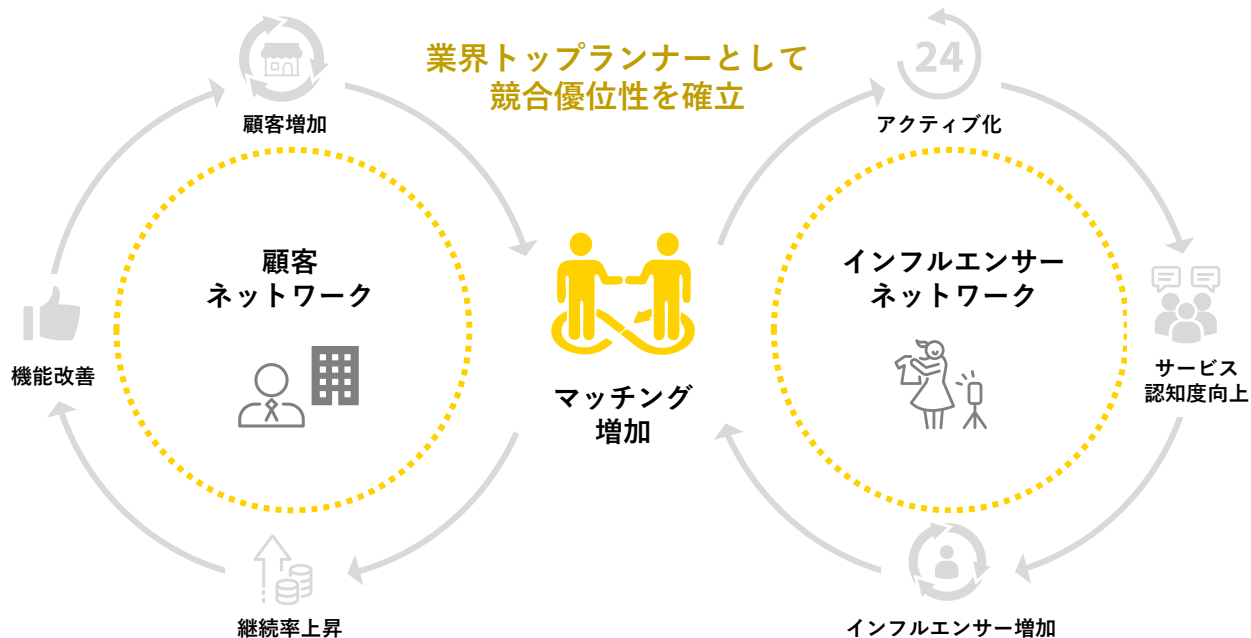 業界トップランナーとして
競合優位性を確立
24
顧客増加
アクティブ化
顧客
ネットワーク
インフルエンサー
ネットワーク
機能改善
マッチング
増加
サービス
認知度向上
継続率上昇
インフルエンサー増加